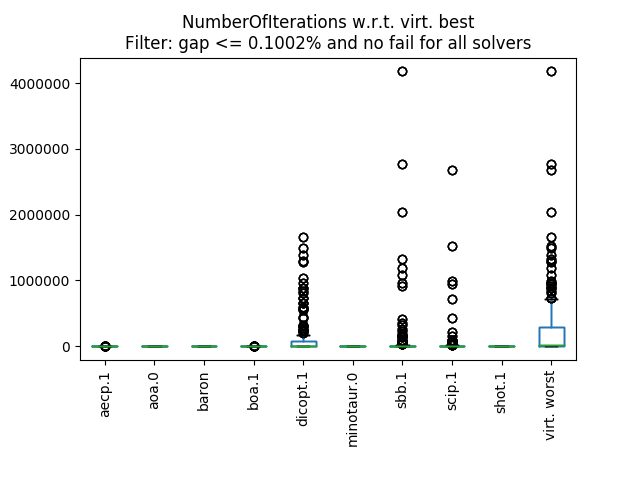 NumberOfIterations w.r.t. virt. best
Filter: gap <= 0.1002% and no fail for all solvers
4000000
3000000
2000000
1000000
0
aecp.1
aoa.0
baron
boa.1
dicopt.1
minotaur.0
sbb.1
scip.1
shot.1
virt. worst